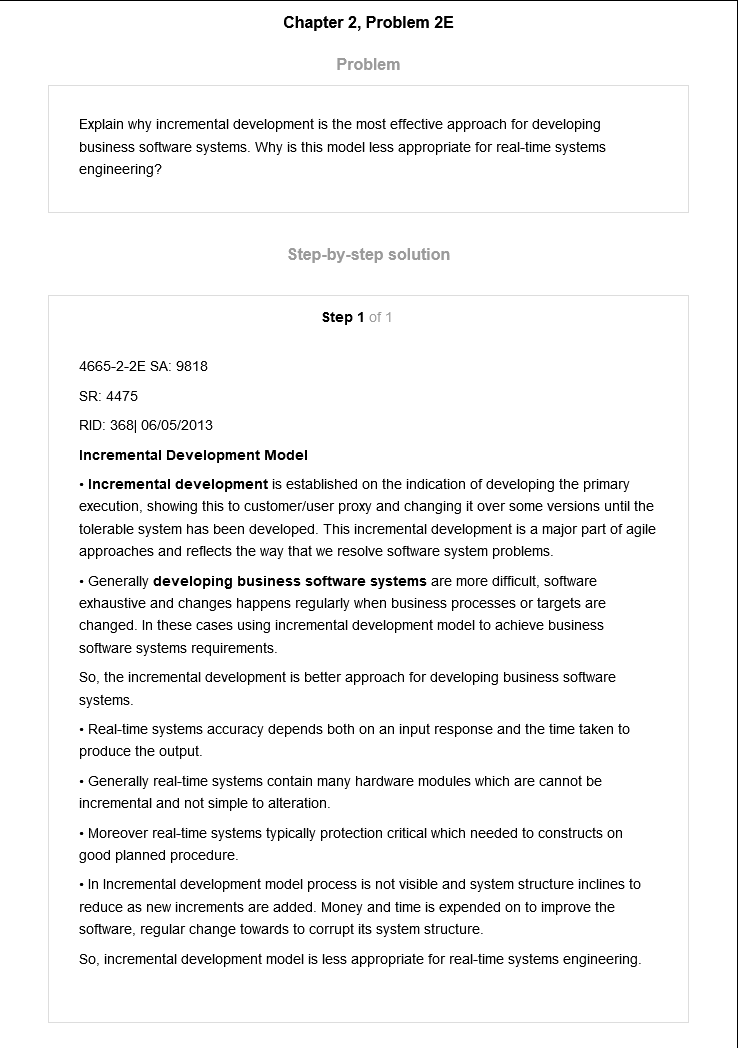 Chapter 2, Problem 2E
Problem
Explain why incremental development is the most effective approach for developing
business software systems. Why is this model less appropriate for real-time systems
engineering?
Step-by-step solution
Step 1 of 1
4665-2-2E SA: 9818
SR: 4475
RID: 368| 06/05/2013
Incremental Development Model
• Incremental development is established on the indication of developing the primary
execution, showing this to customer/user proxy and changing it over some versions until the
tolerable system has been developed. This incremental development is a major part of agile
approaches and reflects the way that we resolve software system problems.
• Generally developing business software systems are more difficult, software
exhaustive and changes happens regularly when business processes or targets are
changed. In these cases using incremental development model to achieve business
software systems requirements.
So, the incremental development is better approach for developing business software
systems.
• Real-time systems accuracy depends both on an input response and the time taken to
produce the output.
• Generally real-time systems contain many hardware modules which are cannot be
incremental and not simple to alteration.
• Moreover real-time systems typically protection critical which needed to constructs on
good planned procedure.
• In Incremental development model process is not visible and system structure inclines to
reduce as new increments are added. Money and time is expended on to improve the
software, regular change towards to corrupt its system structure.
So, incremental development model is less appropriate for real-time systems engineering.